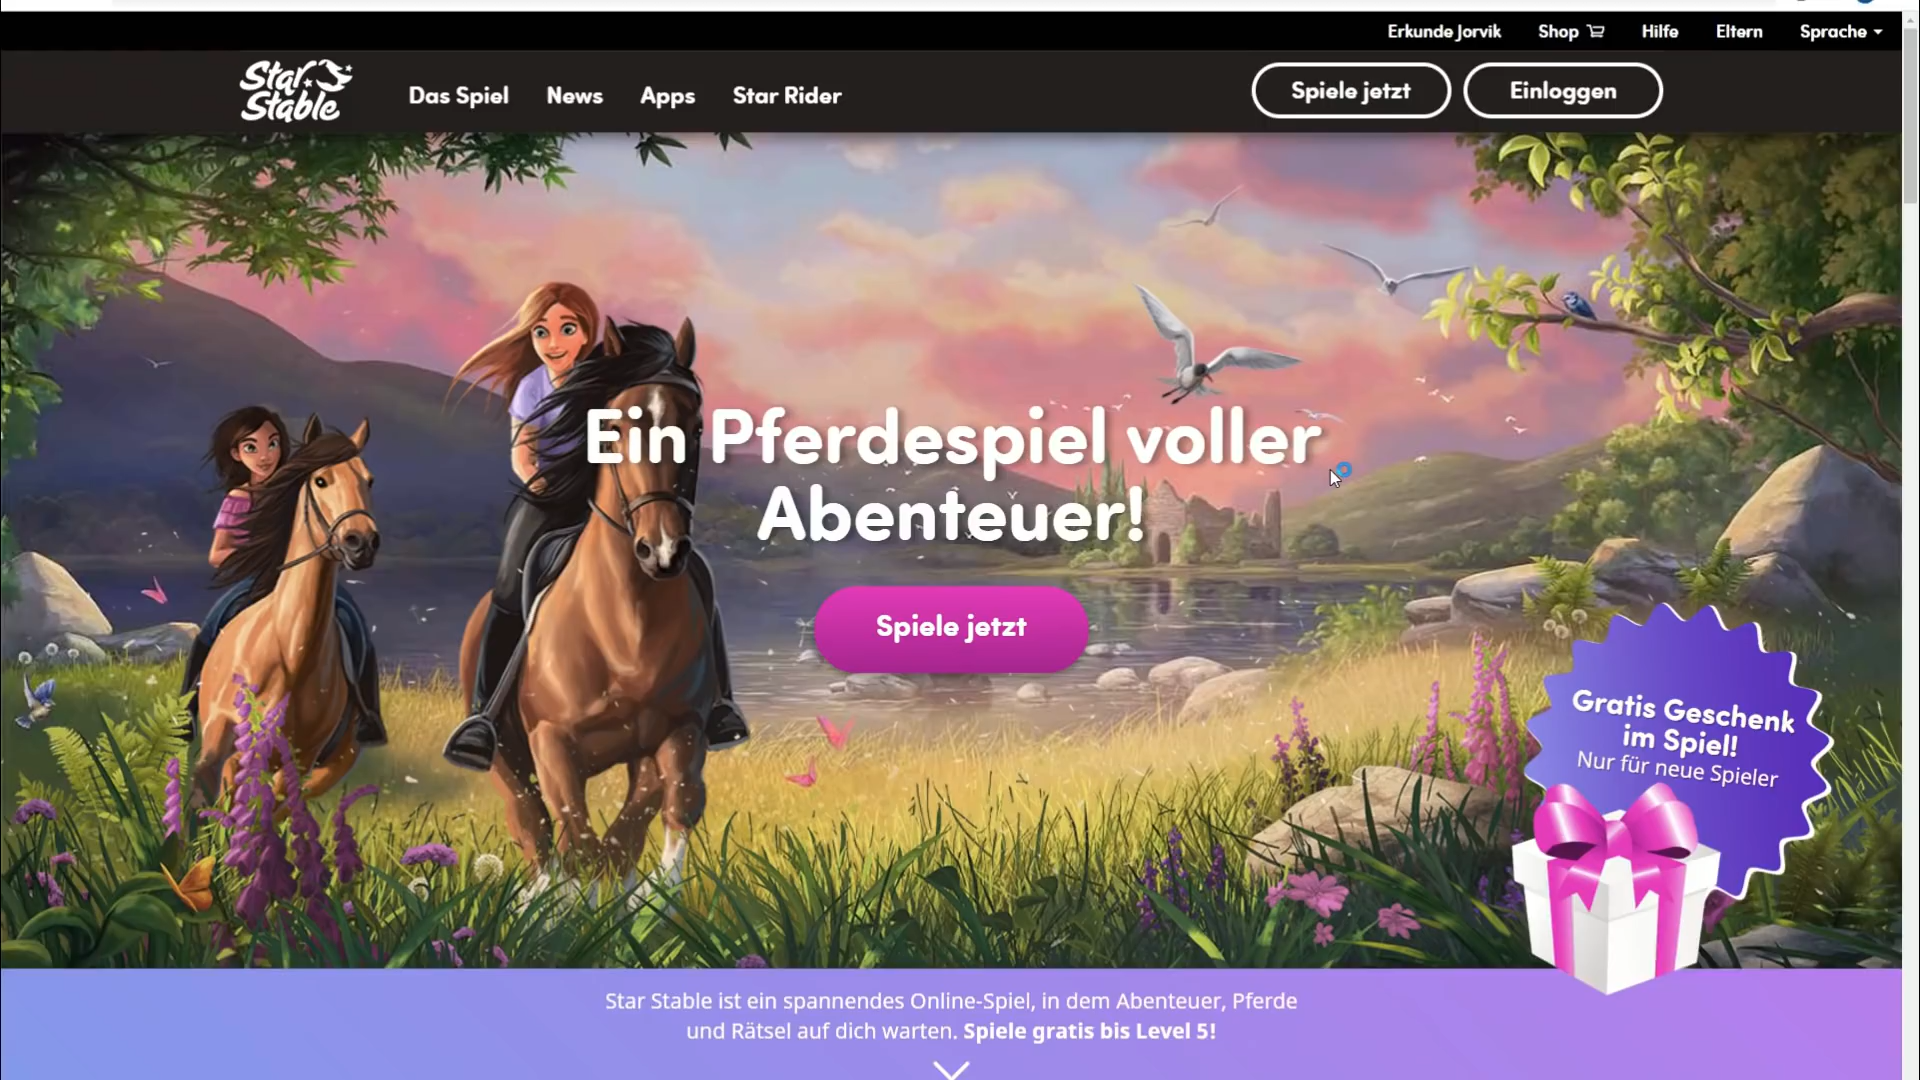 Erkunde Jorvik Shop Hilfe Eltern Sprache
Star Stable
Das Spiel News Apps Star Rider Spiele jetzt Einloggen
Ein Pferdespiel voller
Abenteuer!
Spiele jetzt
Gratis Geschenk
im Spiel!
Nur für neue Spieler
Star Stable ist ein spannendes Online-Spiel, in dem Abenteuer, Pferde
und Rätsel auf dich warten. Spiele gratis bis Level 5!